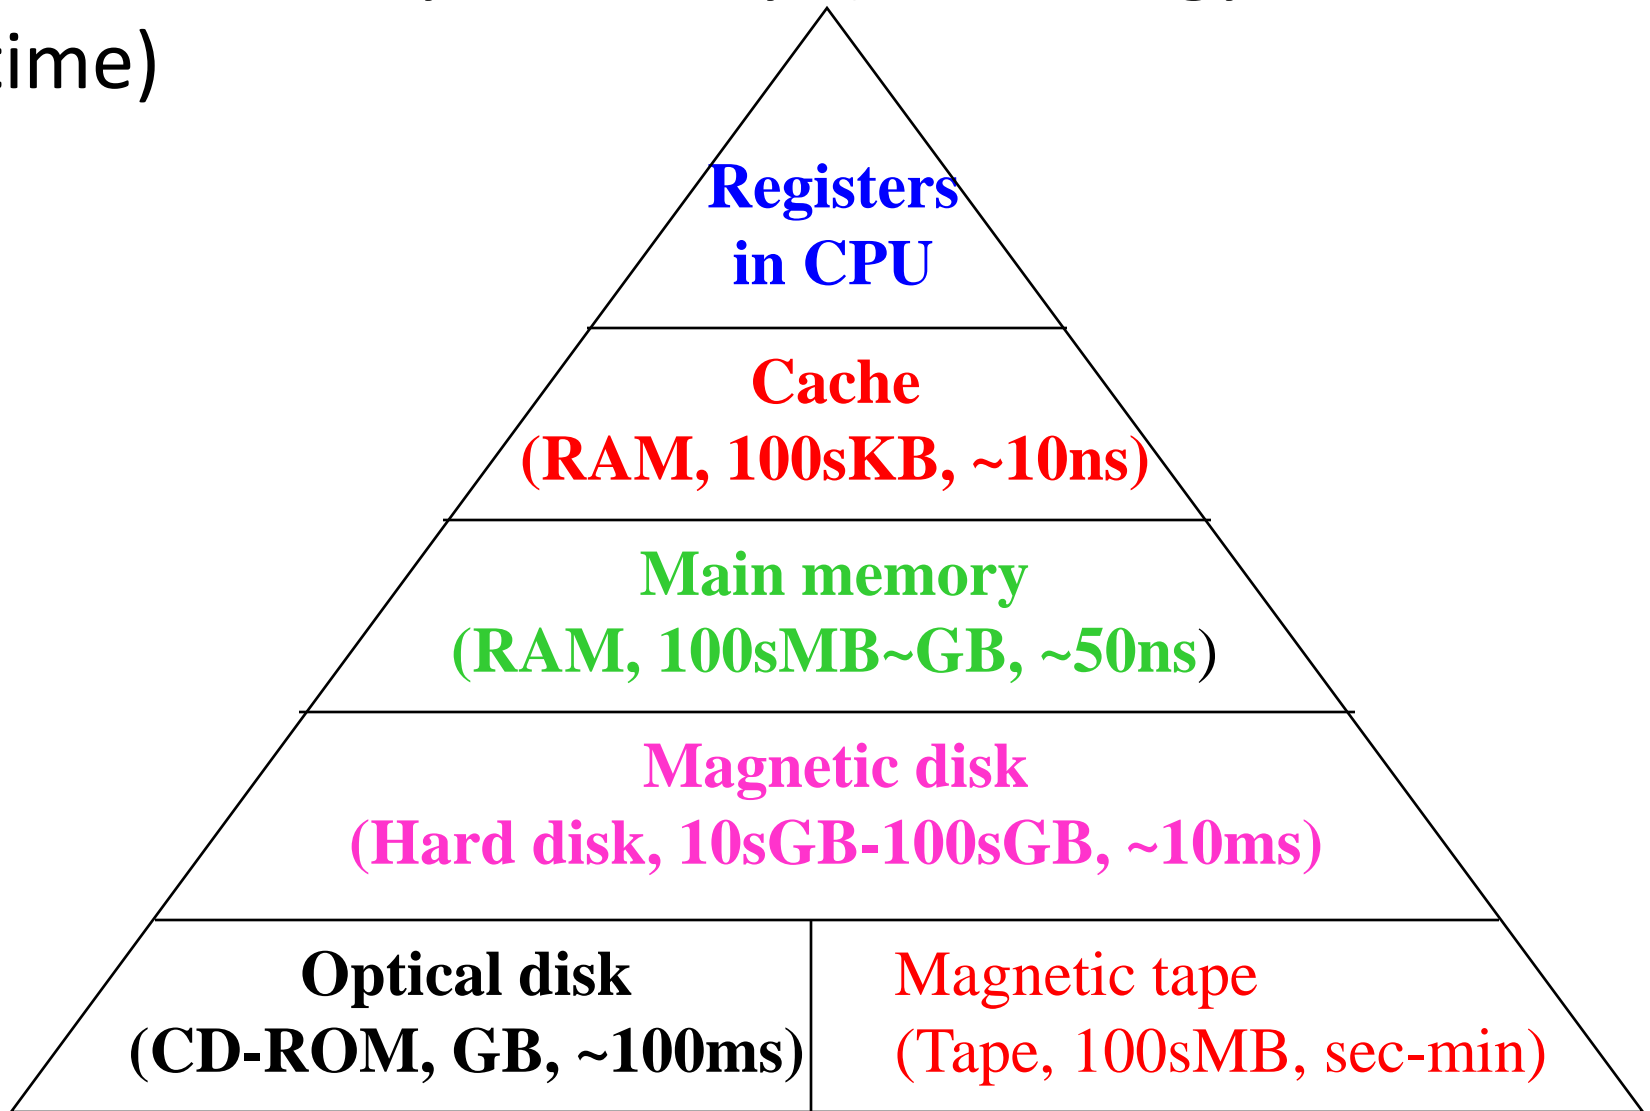 time)
Registers
in CPU
Cache
(RAM, 100sKB, ~10ns)
Main memory
(RAM, 100sMB~GB, ~50ns)
Magnetic disk
(Hard disk, 10sGB-100sGB, ~10ms)
Optical disk
(CD-ROM, GB, ~100ms)
Magnetic tape
(Tape, 100sMB, sec-min)